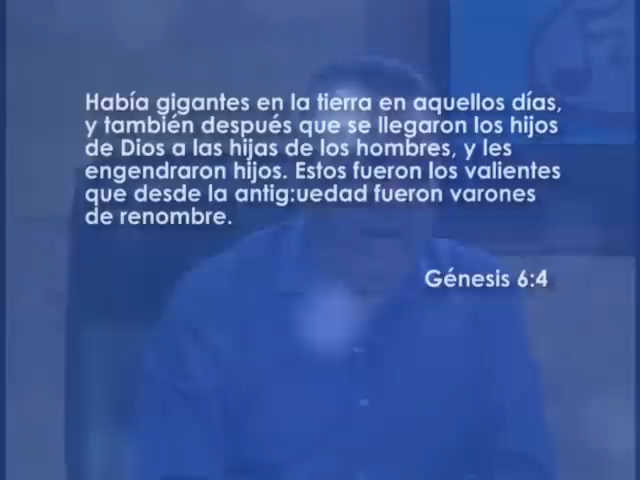 Había gigantes en la tierra en aquellos días,
y también después que se llegaron los hijos
de Dios a las hijas de los hombres, y les
engendraron hijos. Estos fueron los valientes
que desde la antig:uedad fueron varones
de renombre.
Génesis 6:4